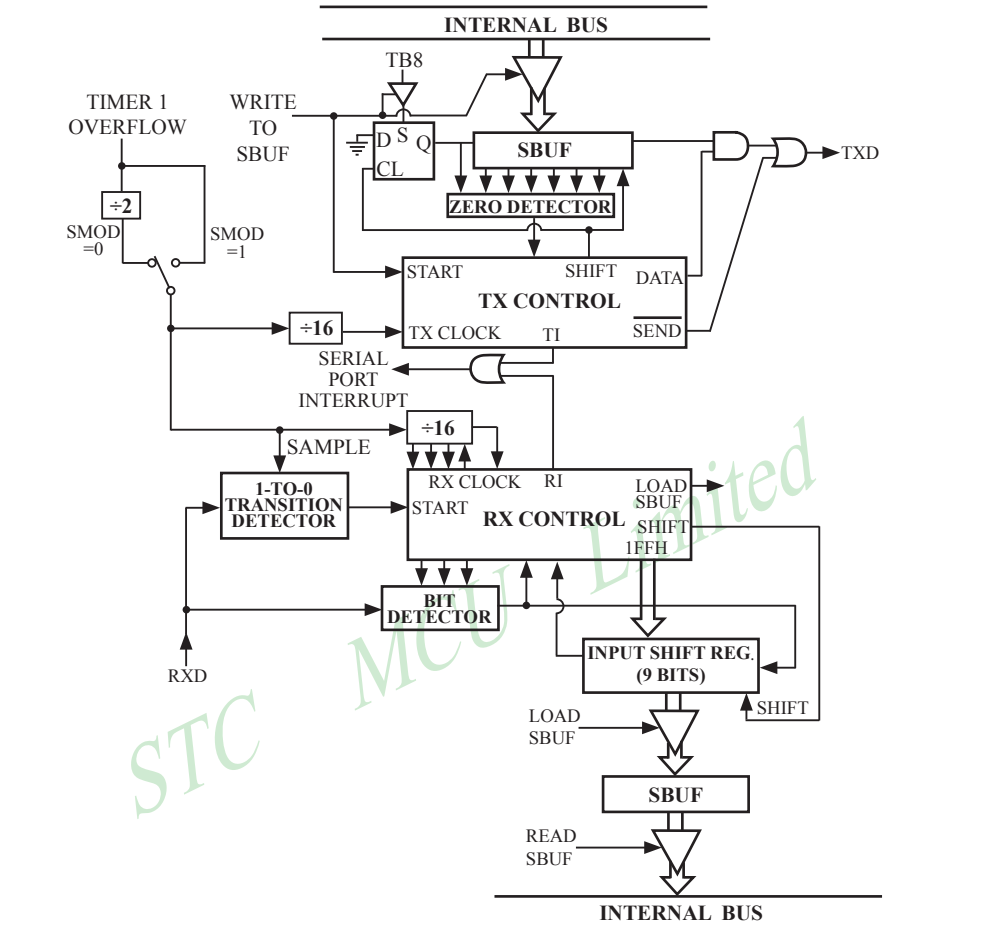 INTERNAL BUS
TB8
TIMER 1
OVERFLOW
WRITE
TO
SBUF
D S Q
CL
SBUF
TXD
÷2
ZERO DETECTOR
SMOD
=0
SMOD
=1
START
SHIFT
DATA
TX CONTROL
÷16
TX CLOCK
TI
SEND
SERIAL
PORT
INTERRUPT
÷16
SAMPLE
RX CLOCK
RI
LOAD
SBUF
1-TO-0
TRANSITION
DETECTOR
START
RX CONTROL
SHIFT
1FFH
BIT
DETECTOR
RXD
INPUT SHIFT REG.
(9 BITS)
SHIFT
LOAD
SBUF
SBUF
READ
SBUF
INTERNAL BUS
STC MCU Limited